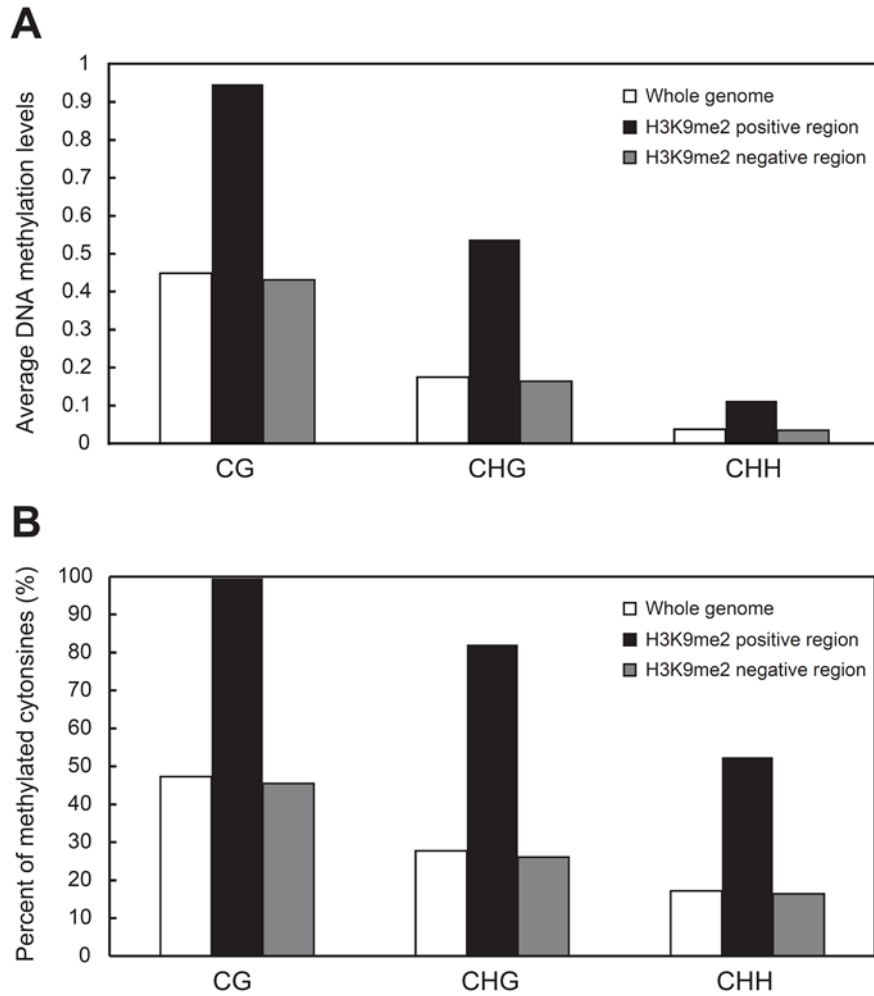 A
Average DNA methylation levels
1
0.9
0.8
0.7
0.6
0.5
0.4
0.3
0.2
0.1
0
Whole genome
H3K9me2 positive region
H3K9me2 negative region
CG CHG CHH
B
Percent of methylated cytonsines (%)
100
90
80
70
60
50
40
30
20
10
0
Whole genome
H3K9me2 positive region
H3K9me2 negative region
CG CHG CHH